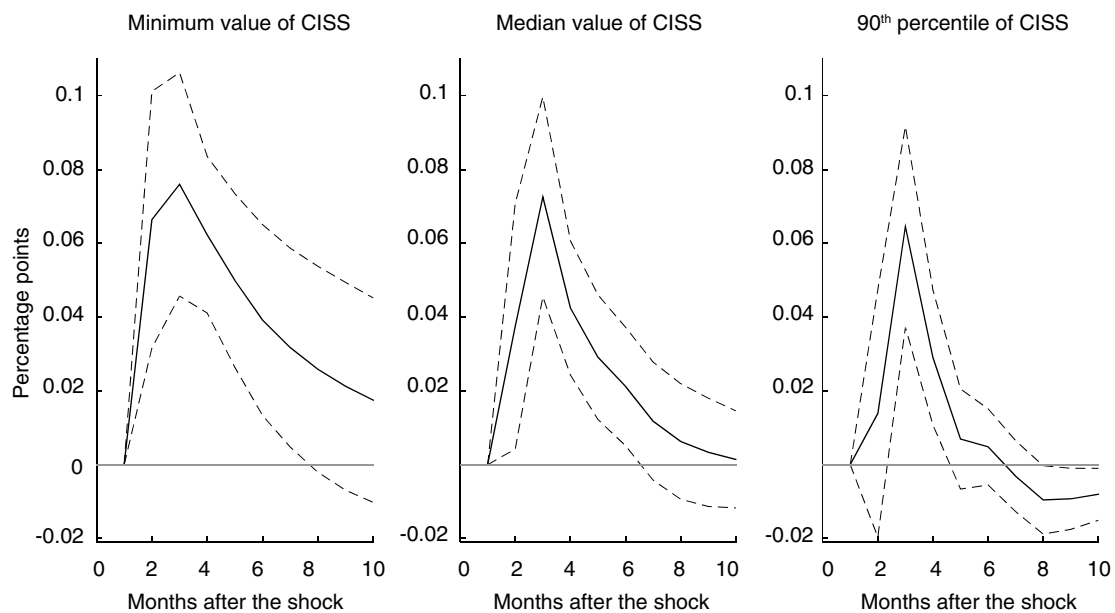 Minimum value of CISS
Median value of CISS
90th percentile of CISS
Percentage points
0.1
0.08
0.06
0.04
0.02
0
-0.02
0 2 4 6 8 10
Months after the shock
0.1
0.08
0.06
0.04
0.02
0
-0.02
0 2 4 6 8 10
Months after the shock
0.1
0.08
0.06
0.04
0.02
0
-0.02
0 2 4 6 8 10
Months after the shock